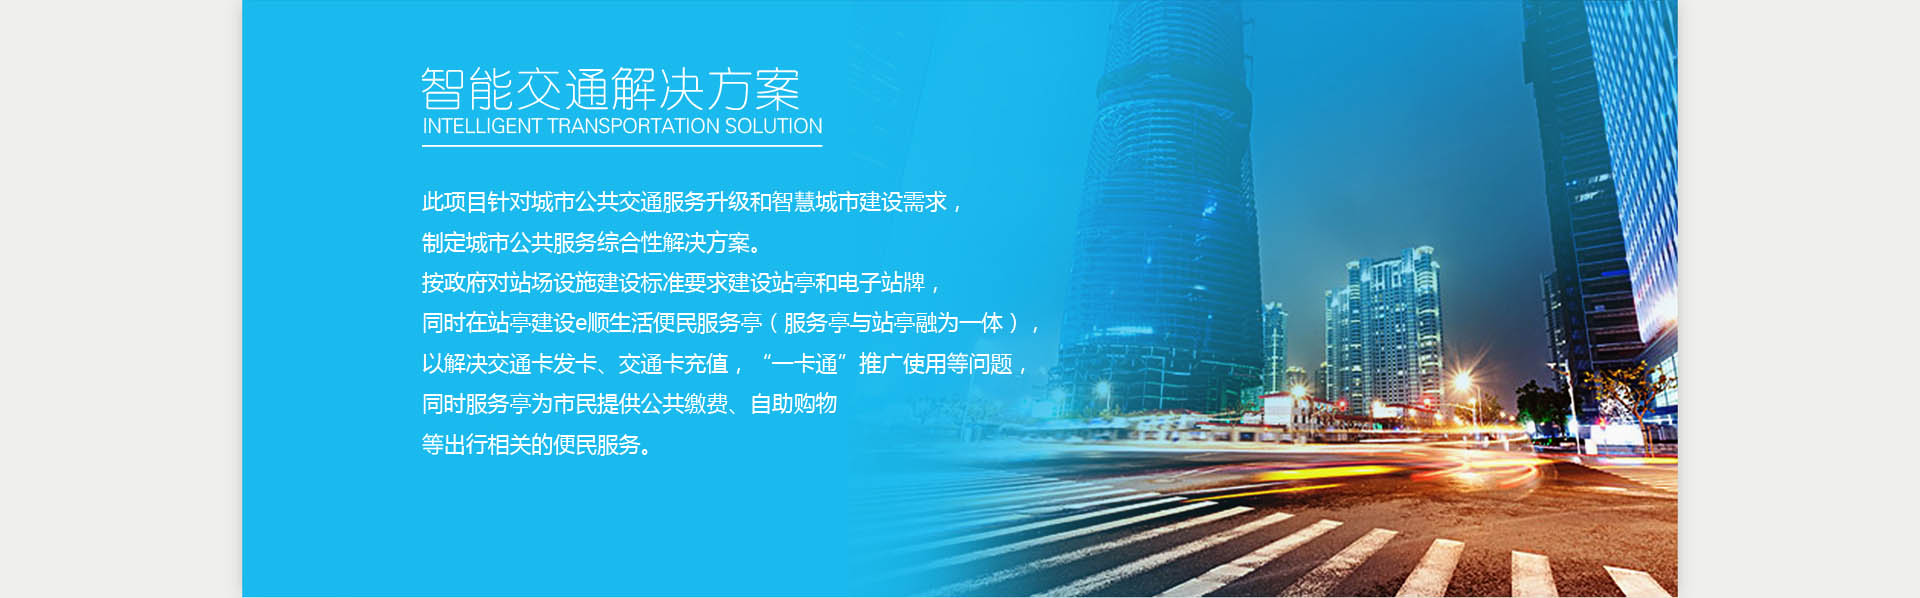 智能交通解决方案
INTELLIGENT TRANSPORTATION SOLUTION
此项目针对城市公共交通服务升级和智慧城市建设需求，
制定城市公共服务综合性解决方案。
按政府对站场设施建设标准要求建设站亭和电子站牌，
同时在站亭建设e顺生活便民服务亭（服务亭与站亭融为一体），
以解决交通卡发卡、交通卡充值，“一卡通”推广使用等问题，
同时服务亭为市民提供公共缴费、自助购物
等出行相关的便民服务。